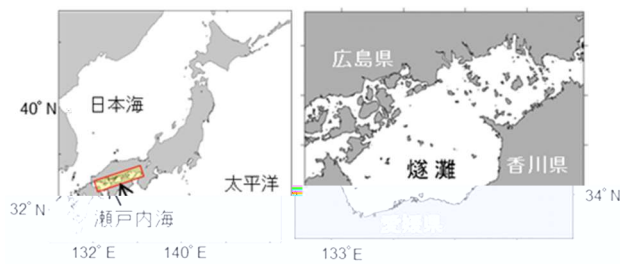 広島県
40°N
日本海
燧灘
香川県
太平洋
34°N
32°N
瀬戸内海
愛媛県
132°E
140°E
133°E